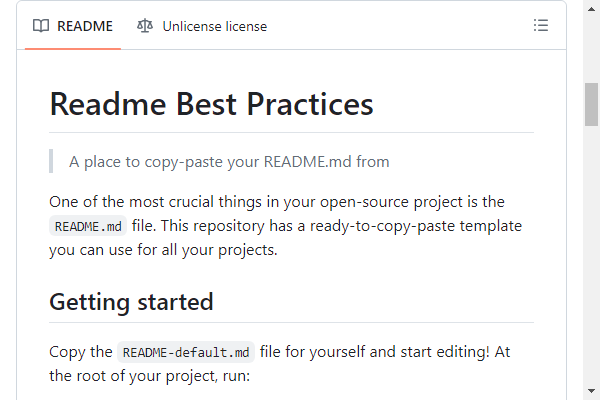 README
Unlicense license
Readme Best Practices
A place to copy-paste your README.md from
One of the most crucial things in your open-source project is the
README.md file. This repository has a ready-to-copy-paste template
you can use for all your projects.
Getting started
Copy the README-default.md file for yourself and start editing! At
the root of your project, run: